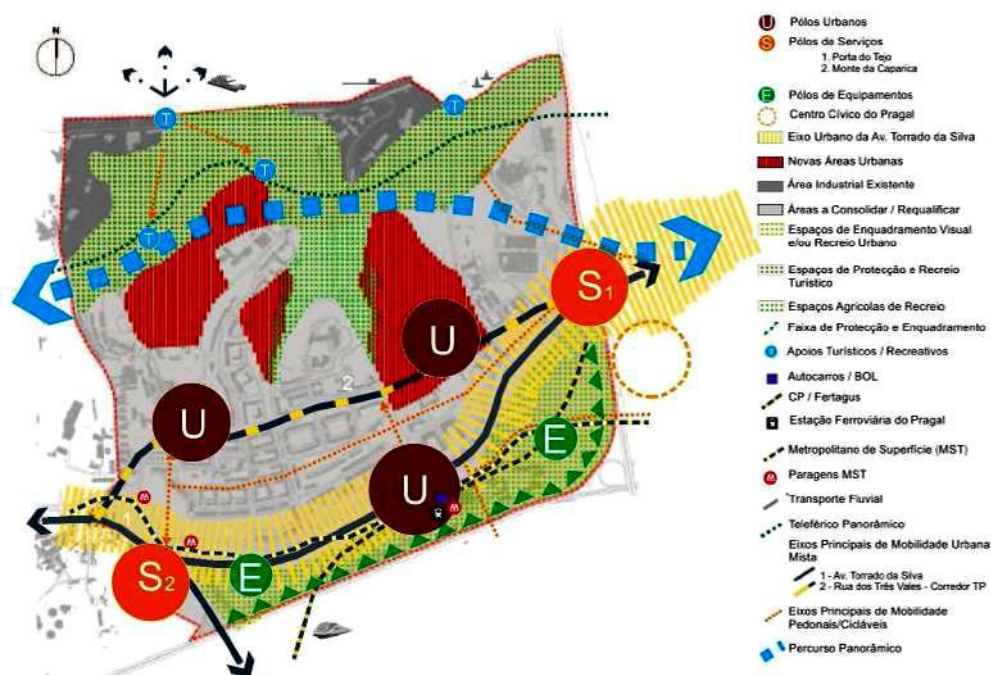 N
T
T
T
T
U
U
U
S1
S2
E
E
1
2
U Pólos Urbanos
S Pólos de Serviços
1. Porta do Tejo
2. Monte da Caparica
E Pólos de Equipamentos
Centro Cívico do Pragal
Eixo Urbano da Av. Torrado da Silva
Novas Áreas Urbanas
Área Industrial Existente
Áreas a Consolidar / Requalificar
Espaços de Enquadramento Visual
e/ou Recreio Urbano
Espaços de Protecção e Recreio
Turístico
Espaços Agrícolas de Recreio
Faixa de Protecção e Enquadramento
T Apoios Turísticos / Recreativos
Autocarros / BOL
CP / Fertagus
Estação Ferroviária do Pragal
Metropolitano de Superfície (MST)
Paragens MST
Transporte Fluvial
Teleférico Panorâmico
Eixos Principais de Mobilidade Urbana
Mista
1 - Av. Torrado da Silva
2 - Rua dos Três Vales - Corredor TP
Eixos Principais de Mobilidade
Pedonais/Cicláveis
Percurso Panorâmico